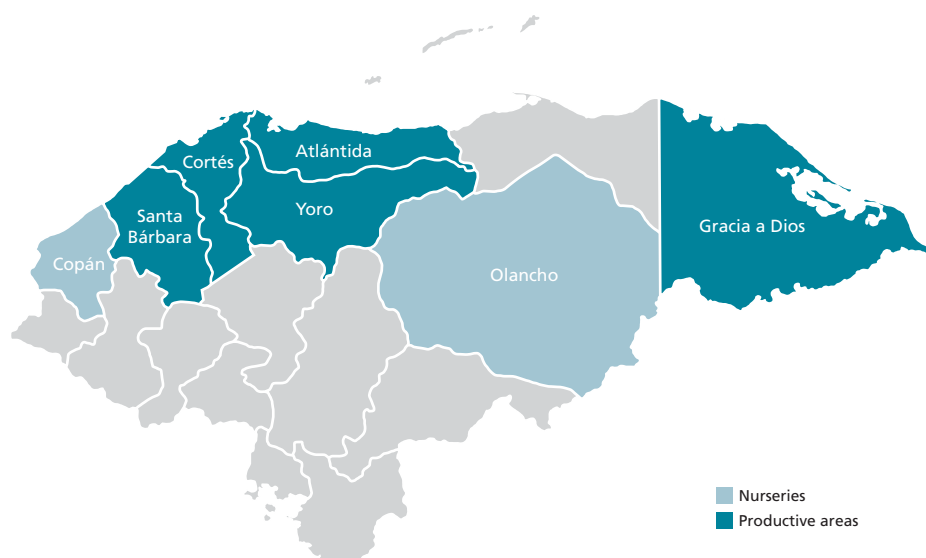 Cortés
Atlántida
Santa
Bárbara
Yoro
Gracia a Dios
Copán
Olancho
Nurseries
Productive areas